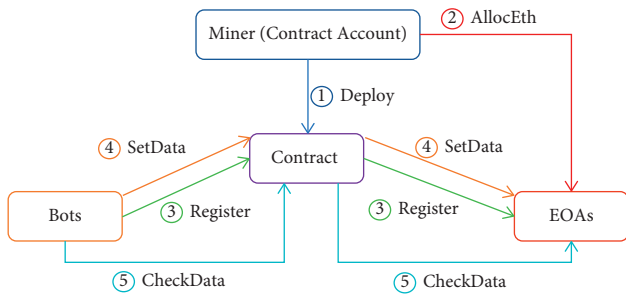 ② AllocEth
Miner (Contract Account)
① Deploy
④ SetData
④ SetData
Contract
③ Register
③ Register
Bots
EOAs
⑤ CheckData
⑤ CheckData